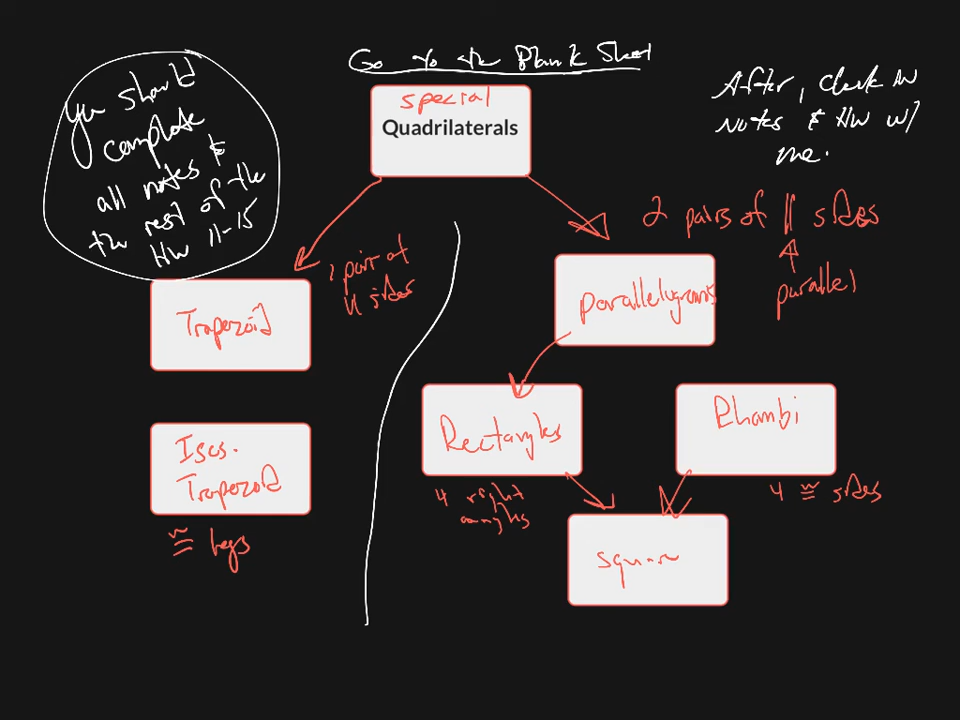 Go to the Blank Sheet
You should
complete
all notes &
the rest of the
HW 11-15
After, check in
Notes & HW w/
me.
special
Quadrilaterals
2 pairs of || sides
parallel
1 pair of
|| sides
Trapezoid
parallelograms
Isos.
Trapezoid
≅ legs
Rectangles
4 right
angles
Rhombi
4 ≅ sides
square